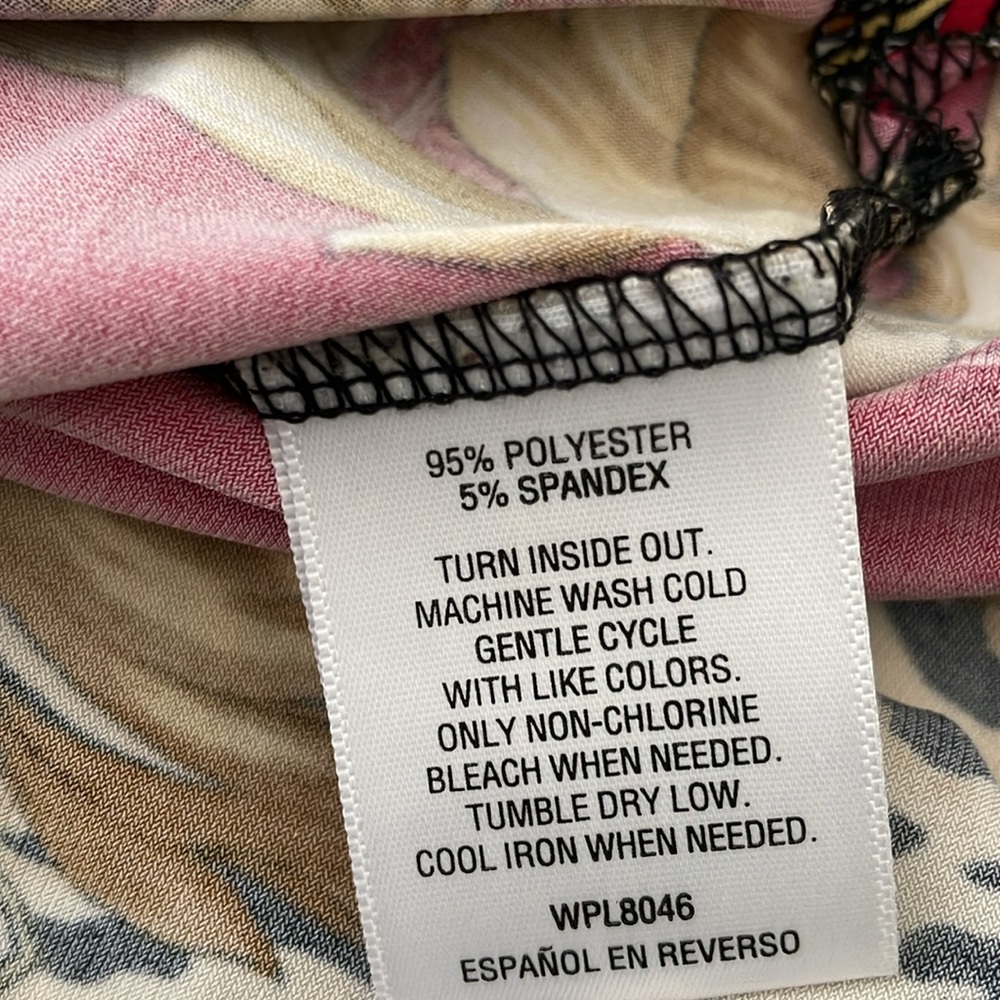 95% POLYESTER
5% SPANDEX
TURN INSIDE OUT.
MACHINE WASH COLD
GENTLE CYCLE
WITH LIKE COLORS.
ONLY NON-CHLORINE
BLEACH WHEN NEEDED.
TUMBLE DRY LOW.
COOL IRON WHEN NEEDED.
WPL8046
ESPAÑOL EN REVERSO